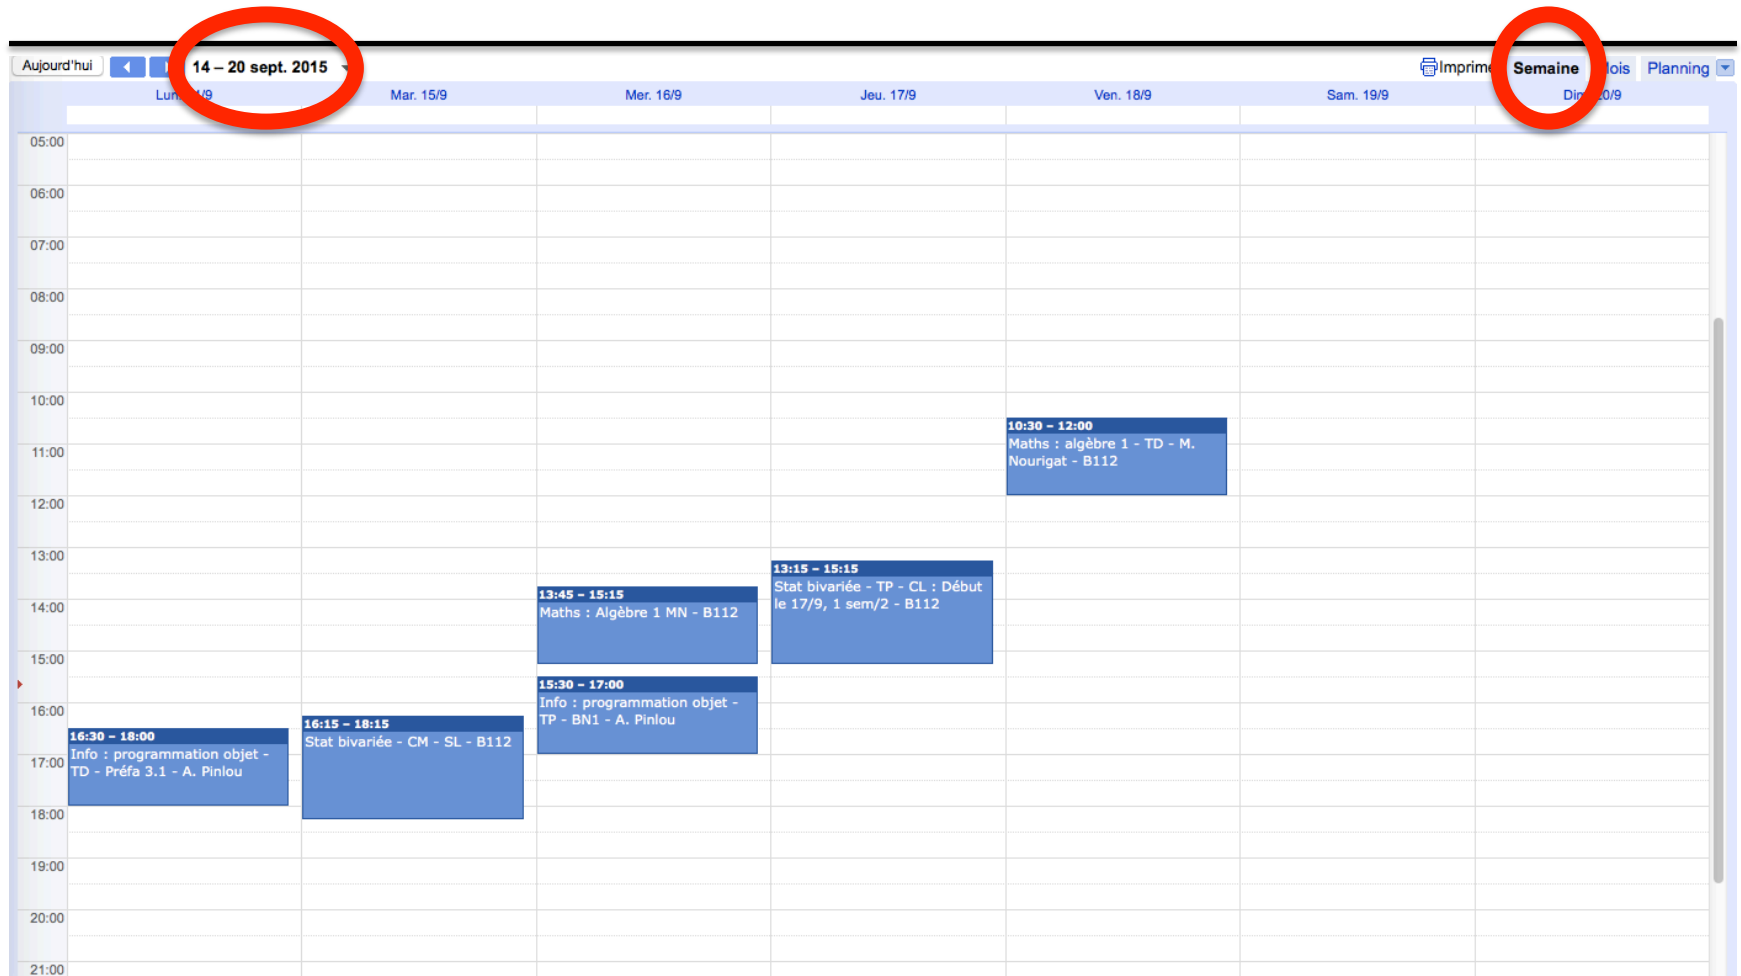 Aujourd'hui 14 – 20 sept. 2015 Semaine Planning
Mar. 15/9 Mer. 16/9 Jeu. 17/9 Ven. 18/9 Sam. 19/9
05:00
06:00
07:00
08:00
09:00
10:00
11:00
12:00
13:00
14:00
15:00
16:00
17:00
18:00
19:00
20:00
21:00
16:30 – 18:00
Info : programmation objet -
TD - Préfa 3.1 - A. Pinlou
16:15 – 18:15
Stat bivariée - CM - SL - B112
13:45 – 15:15
Maths : Algèbre 1 MN - B112
15:30 – 17:00
Info : programmation objet -
TP - BN1 - A. Pinlou
13:15 – 15:15
Stat bivariée - TP - CL : Début
le 17/9, 1 sem/2 - B112
10:30 – 12:00
Maths : algèbre 1 - TD - M.
Nourigat - B112